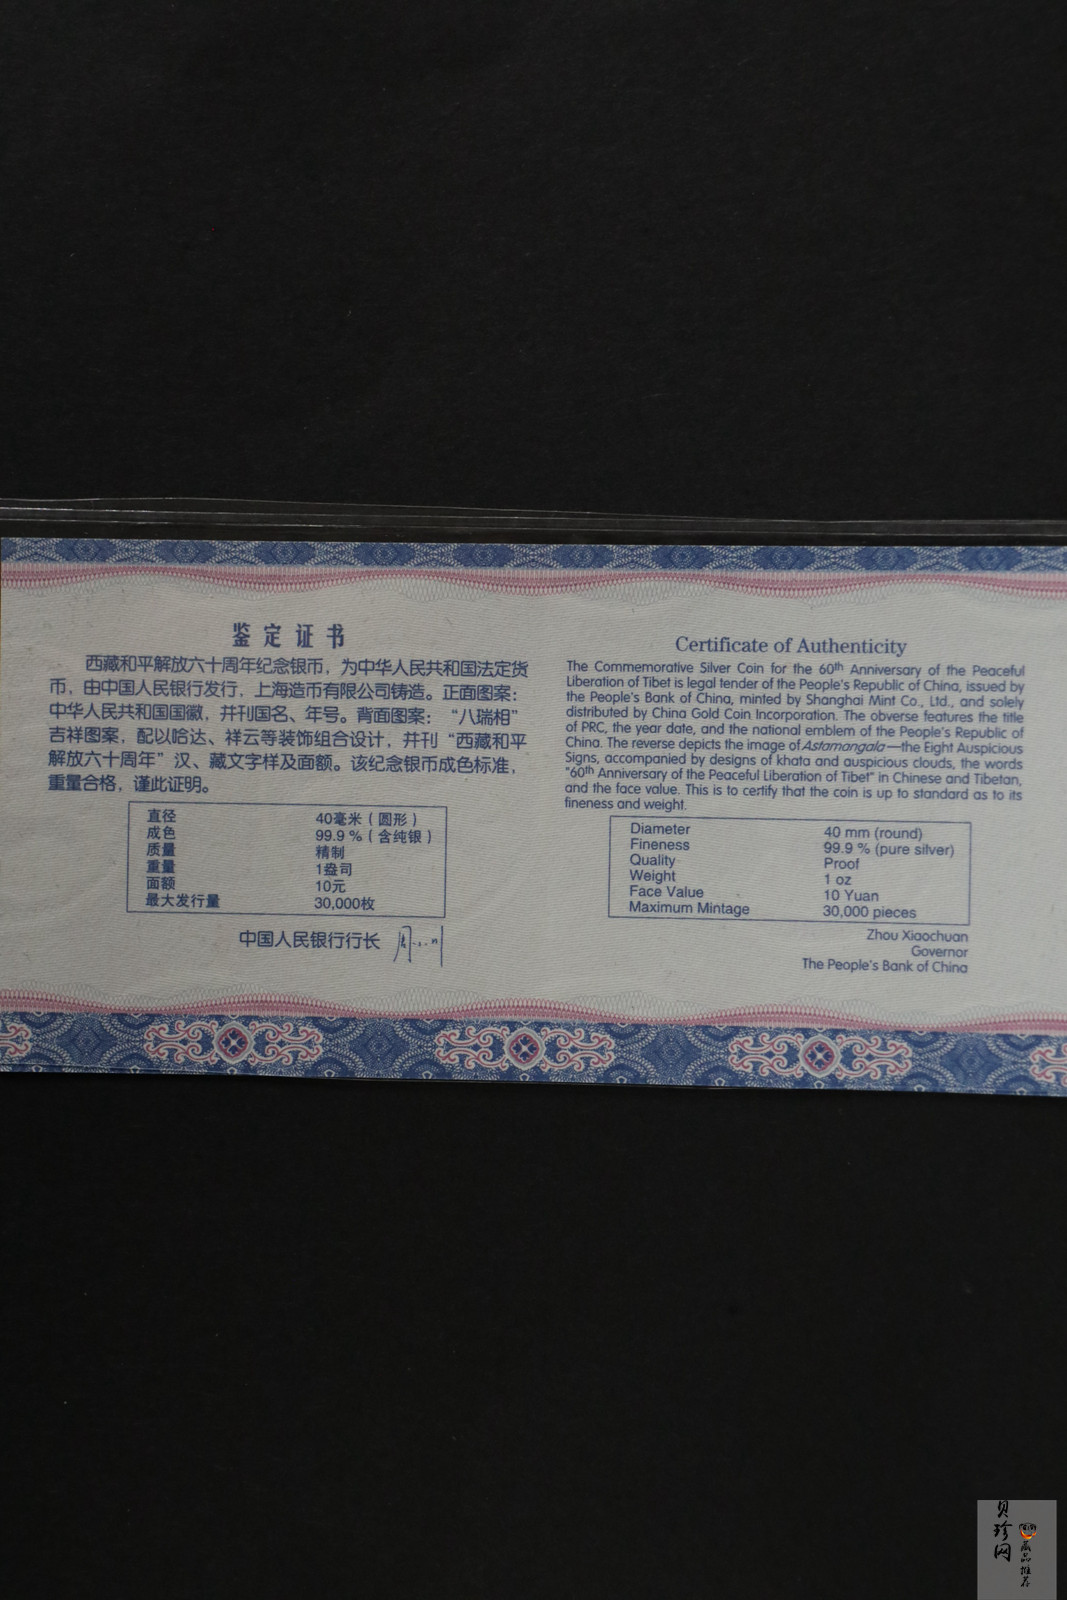 鉴定证书
西藏和平解放六十周年纪念银币，为中华人民共和国法定货
币，由中国人民银行发行，上海造币有限公司铸造。正面图案：
中华人民共和国国徽，并刊国名、年号。背面图案：“八瑞相”
吉祥图案，配以哈达、祥云等装饰组合设计，并刊“西藏和平
解放六十周年”汉、藏文字样及面额。该纪念银币成色标准，
重量合格，谨此证明。
直径 40毫米（圆形）
成色 99.9 %（含纯银）
质量 精制
重量 1盎司
面额 10元
最大发行量 30,000枚
中国人民银行行长
Certificate of Authenticity
The Commemorative Silver Coin for the 60th Anniversary of the Peaceful
Liberation of Tibet is legal tender of the People's Republic of China, issued by
the People's Bank of China, minted by Shanghai Mint Co., Ltd., and solely
distributed by China Gold Coin Incorporation. The obverse features the title
of PRC, the year date, and the national emblem of the People's Republic of
China. The reverse depicts the image of Astamangala—the Eight Auspicious
Signs, accompanied by designs of khata and auspicious clouds, the words
"60th Anniversary of the Peaceful Liberation of Tibet" in Chinese and Tibetan,
and the face value. This is to certify that the coin is up to standard as to its
fineness and weight.
Diameter 40 mm (round)
Fineness 99.9 % (pure silver)
Quality Proof
Weight 1 oz
Face Value 10 Yuan
Maximum Mintage 30,000 pieces
Zhou Xiaochuan
Governor
The People's Bank of China
贝珍网
藏品推荐